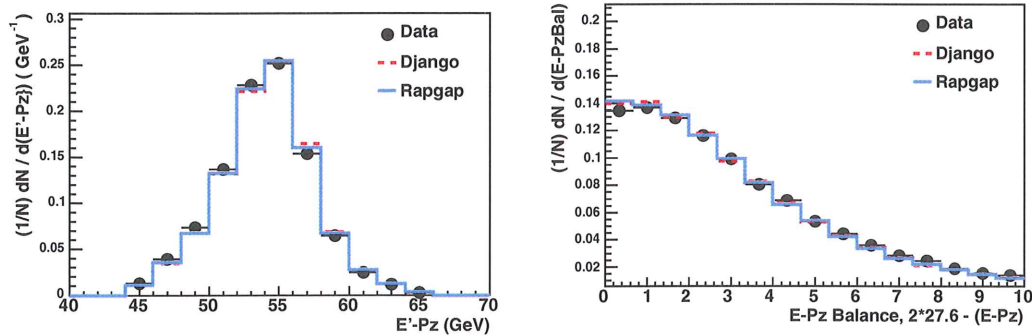 (1/N) dN / d(E'-Pz}) ( GeV-1)
0.3
0.25
0.2
0.15
0.1
0.05
0
40 45 50 55 60 65 70
E'-Pz (GeV)
Data
Django
Rapgap
(1/N) dN / d(E-PzBal)
0.2
0.18
0.16
0.14
0.12
0.1
0.08
0.06
0.04
0.02
0 1 2 3 4 5 6 7 8 9 10
E-Pz Balance, 2*27.6 - (E-Pz)
Data
Django
Rapgap